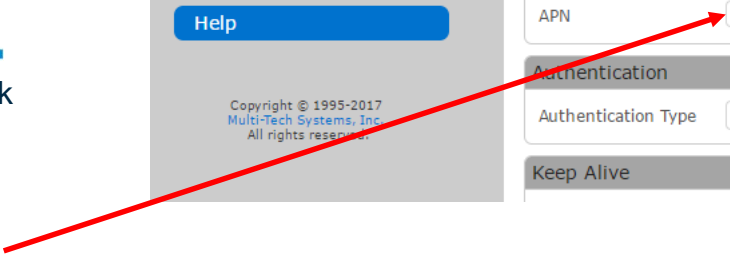 k
Help
Copyright © 1995-2017
Multi-Tech Systems, Inc.
All rights reserved.
APN
Authentication
Authentication Type
Keep Alive